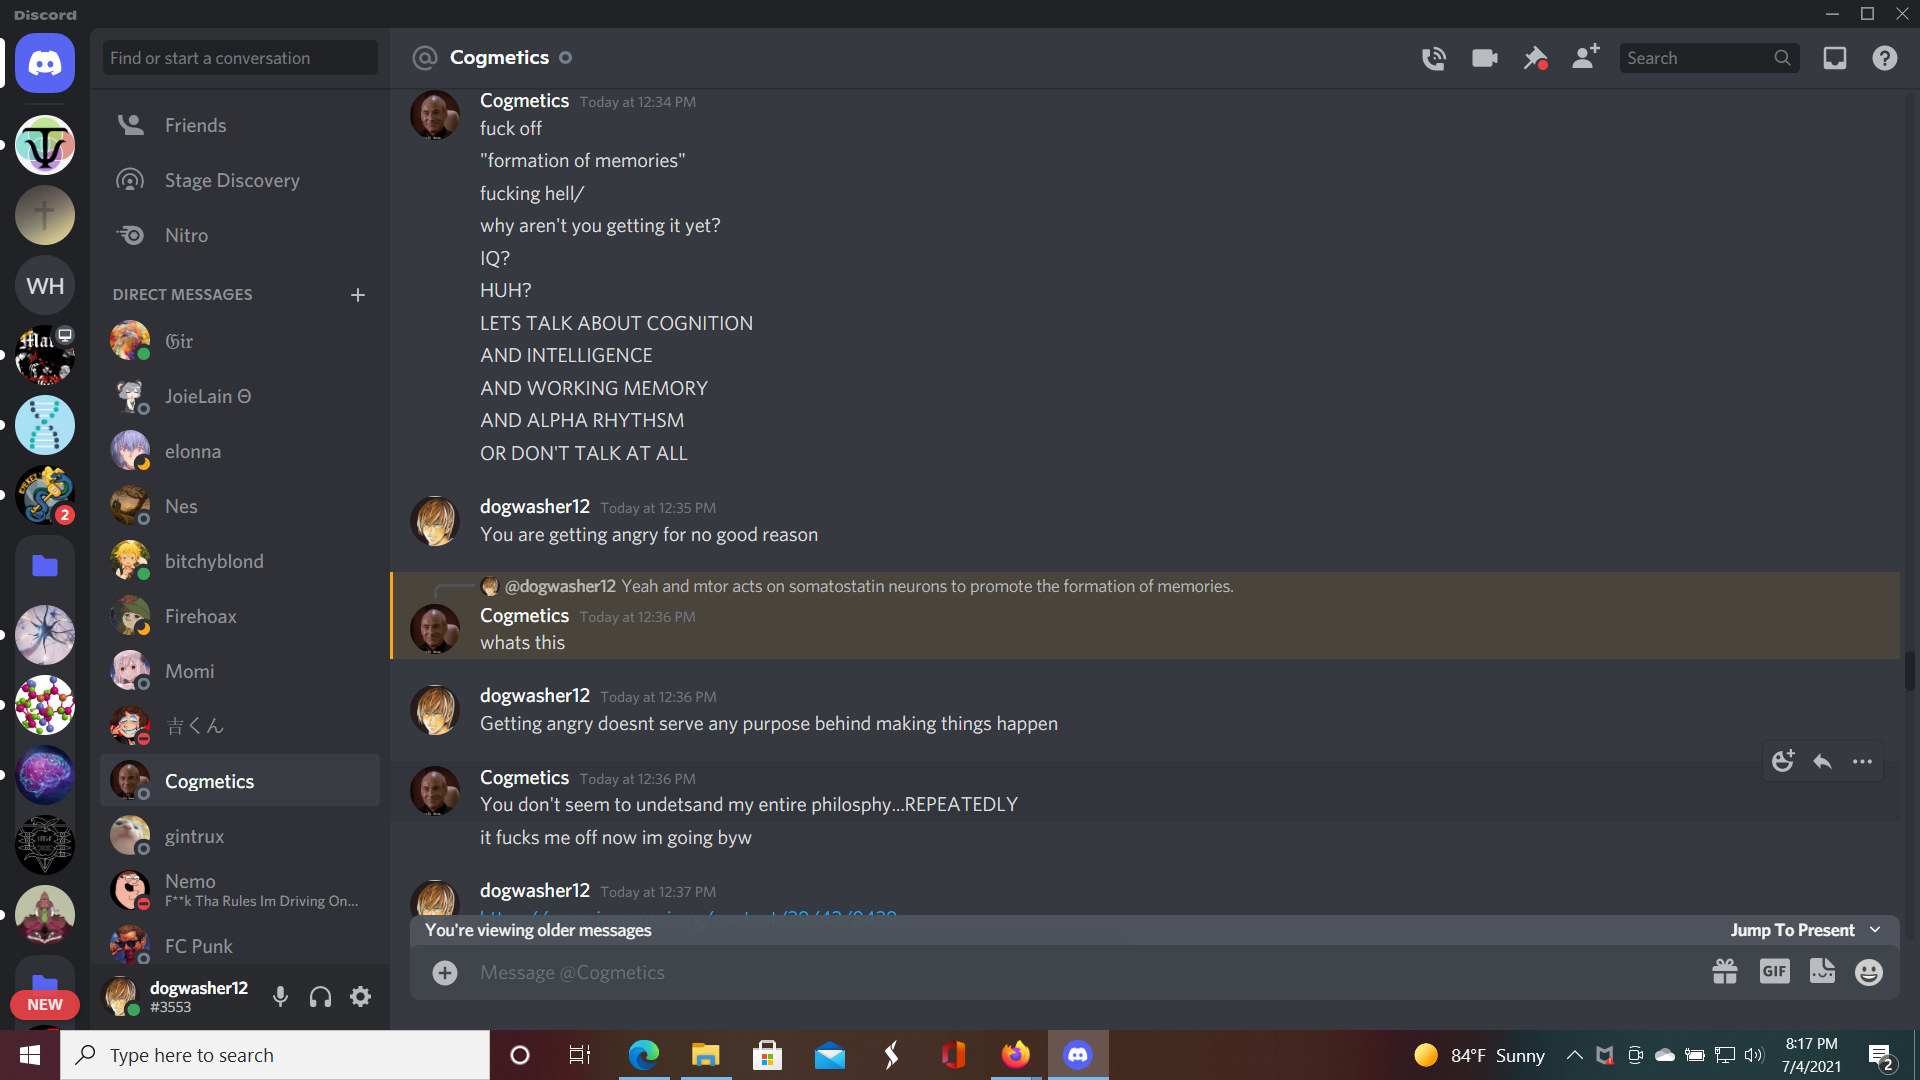 Discord
Find or start a conversation
Cogmetics
Search
Friends
Stage Discovery
Nitro
WH
DIRECT MESSAGES
𝔊ir
JoieLain Θ
elonna
Nes
bitchyblond
Firehoax
Momi
吉くん
Cogmetics
gintrux
Nemo
F**k Tha Rules Im Driving On...
FC Punk
2
NEW
dogwasher12
#3553
Cogmetics Today at 12:34 PM
fuck off
"formation of memories"
fucking hell/
why aren't you getting it yet?
IQ?
HUH?
LETS TALK ABOUT COGNITION
AND INTELLIGENCE
AND WORKING MEMORY
AND ALPHA RHYTHSM
OR DON'T TALK AT ALL
dogwasher12 Today at 12:35 PM
You are getting angry for no good reason
@dogwasher12 Yeah and mtor acts on somatostatin neurons to promote the formation of memories.
Cogmetics Today at 12:36 PM
whats this
dogwasher12 Today at 12:36 PM
Getting angry doesnt serve any purpose behind making things happen
Cogmetics Today at 12:36 PM
You don't seem to undetsand my entire philosphy...REPEATEDLY
it fucks me off now im going byw
dogwasher12 Today at 12:37 PM
You're viewing older messages
Jump To Present
Message @Cogmetics
GIF
Type here to search
84°F Sunny
8:17 PM
7/4/2021
2